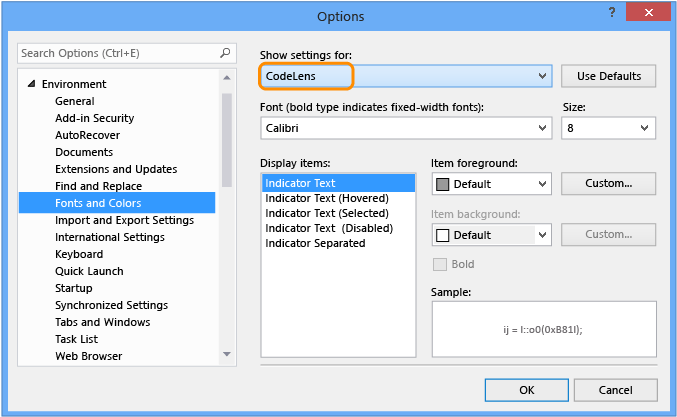 Options
?
Search Options (Ctrl+E)
Environment
General
Add-in Security
AutoRecover
Documents
Extensions and Updates
Find and Replace
Fonts and Colors
Import and Export Settings
International Settings
Keyboard
Quick Launch
Startup
Synchronized Settings
Tabs and Windows
Task List
Web Browser
Show settings for:
CodeLens
Use Defaults
Font (bold type indicates fixed-width fonts):
Size:
Calibri
8
Display items:
Indicator Text
Indicator Text (Hovered)
Indicator Text (Selected)
Indicator Text  (Disabled)
Indicator Separated
Item foreground:
Default
Custom...
Item background:
Default
Custom...
Bold
Sample:
ij = I::o0(0xB81l);
OK
Cancel